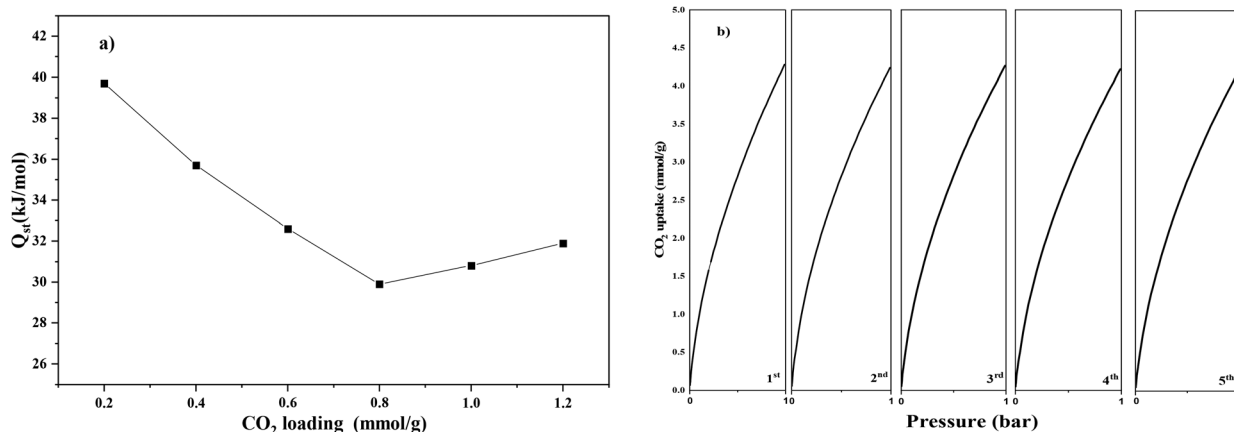 a)
42
40
38
36
34
32
30
28
26
Qst(kJ/mol)
0.2 0.4 0.6 0.8 1.0 1.2
CO2 loading (mmol/g)
b)
5.0
4.5
4.0
3.5
3.0
2.5
2.0
1.5
1.0
0.5
0.0
CO2 uptake (mmol/g)
1st 2nd 3rd 4th 5th
0 1 0 1 0 1 0 1 0
Pressure (bar)